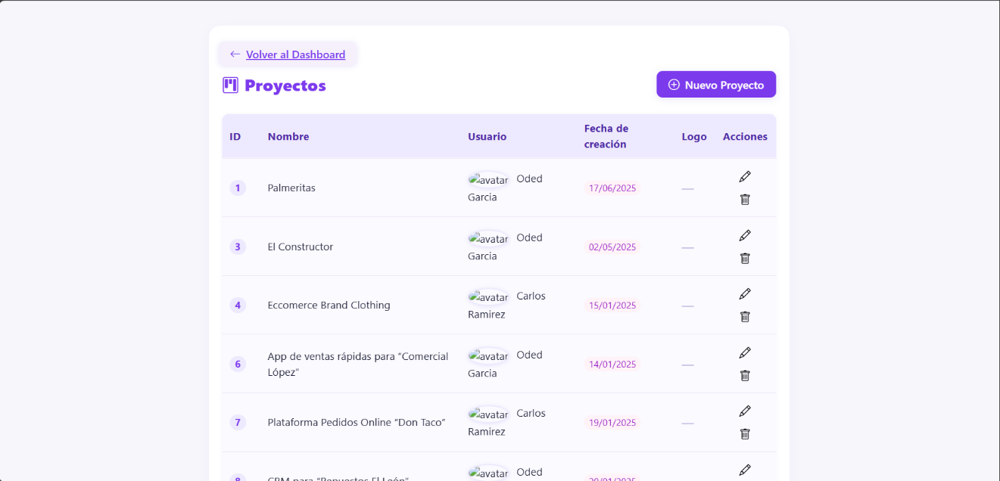 Volver al Dashboard
Proyectos
Nuevo Proyecto
ID Nombre Usuario Fecha de creación Logo Acciones
1 Palmeritas avatar Oded Garcia 17/06/2025 —
3 El Constructor avatar Oded Garcia 02/05/2025 —
4 Eccomerce Brand Clothing avatar Carlos Ramirez 15/01/2025 —
6 App de ventas rápidas para “Comercial López” avatar Oded Garcia 14/01/2025 —
7 Plataforma Pedidos Online “Don Taco” avatar Carlos Ramirez 19/01/2025 —
8 CRM para “Repuestos El León” avatar Oded 20/01/2025